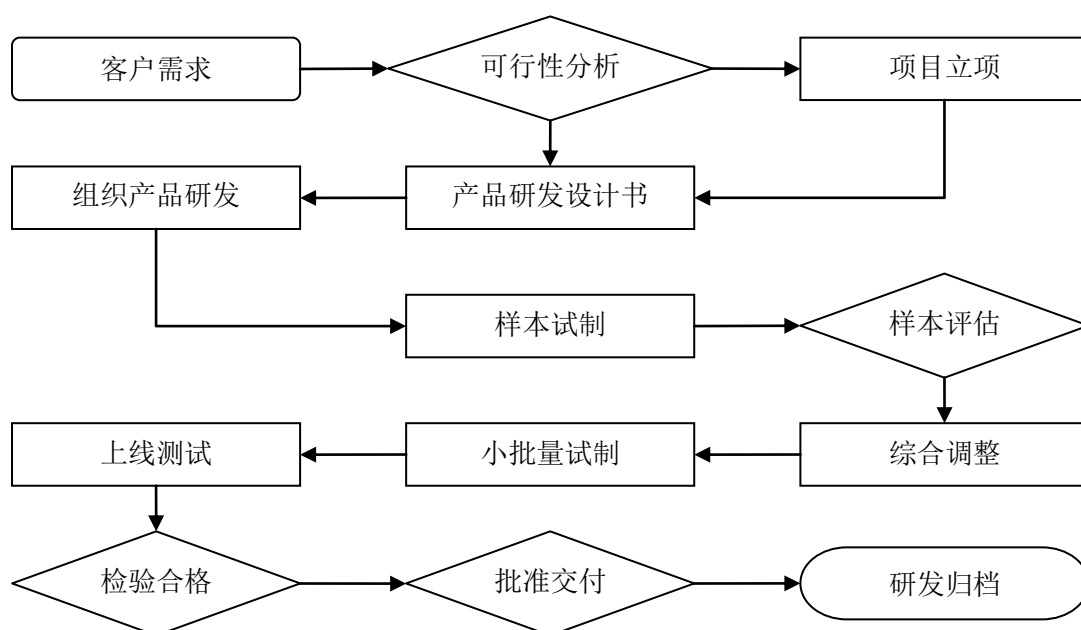 客户需求
可行性分析
项目立项
组织产品研发
产品研发设计书
样本试制
样本评估
上线测试
小批量试制
综合调整
检验合格
批准交付
研发归档